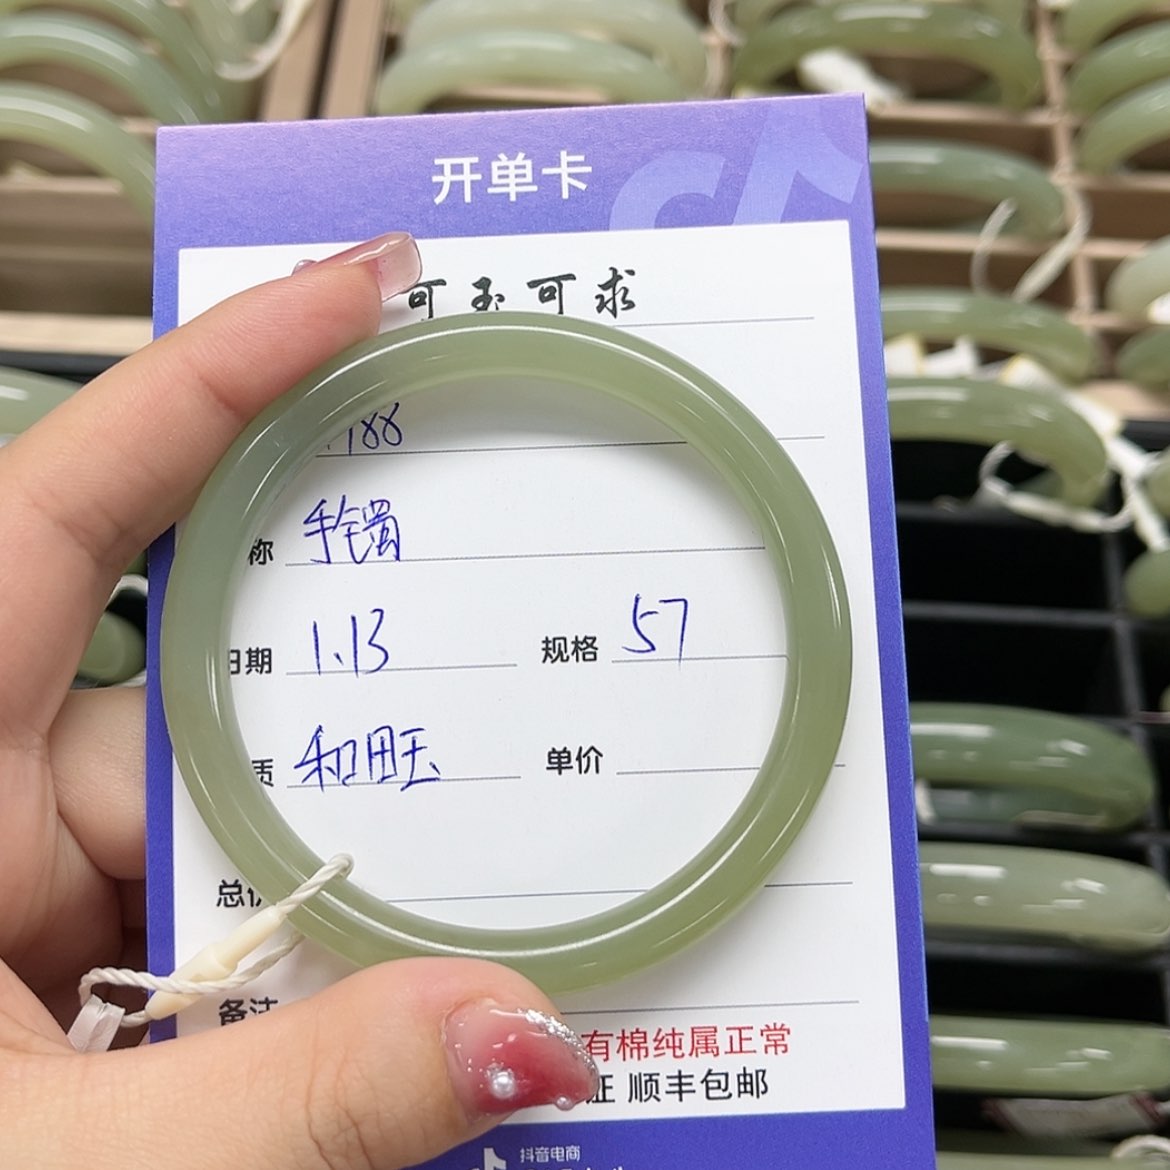 开单卡
可玉可求
188
称 手镯
日期 1.13 规格 57
质 和田玉 单价
总价
备注
有棉纯属正常
证 顺丰包邮
抖音电商